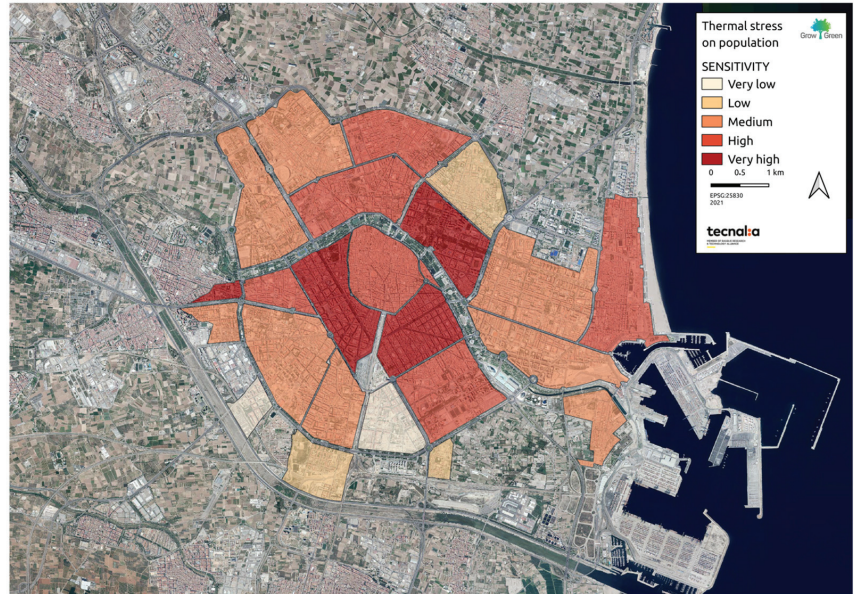 Thermal stress
on population
Grow Green
SENSITIVITY
Very low
Low
Medium
High
Very high
0 0.5 1 km
EPSG:25830
2021
tecnal:a